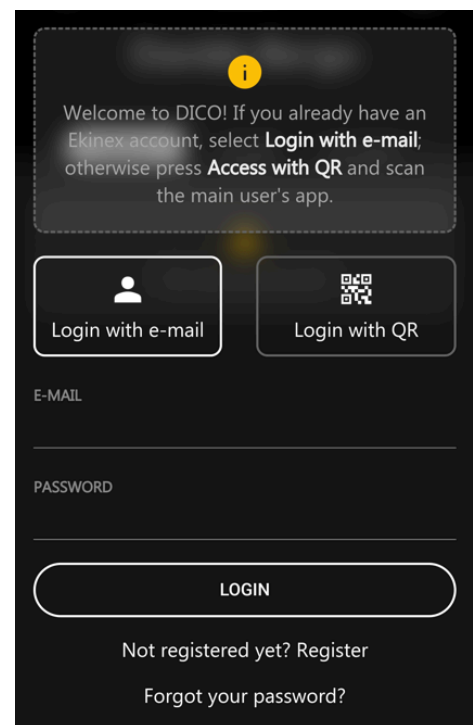 Welcome to DICO! If you already have an
Ekinex account, select Login with e-mail;
otherwise press Access with QR and scan
the main user's app.
Login with e-mail
Login with QR
E-MAIL
PASSWORD
LOGIN
Not registered yet? Register
Forgot your password?